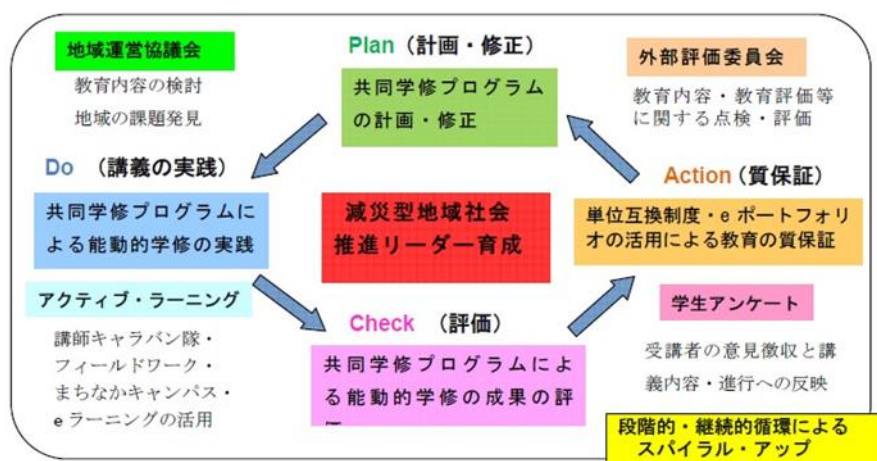 地域運営協議会
教育内容の検討
地域の課題発見
Plan（計画・修正）
共同学修プログラム
の計画・修正
外部評価委員会
教育内容・教育評価等
に関する点検・評価
Do （講義の実践）
共同学修プログラムに
よる能動的学修の実践
減災型地域社会
推進リーダー育成
Action (質保証)
単位互換制度・eポートフォリ
オの活用による教育の質保証
アクティブ・ラーニング
講師キャラバン隊・
フィールドワーク・
まちなかキャンパス・
eラーニングの活用
Check （評価）
共同学修プログラムによ
る能動的学修の成果の評
学生アンケート
受講者の意見徴収と講
義内容・進行への反映
段階的・継続的循環による
スパイラル・アップ